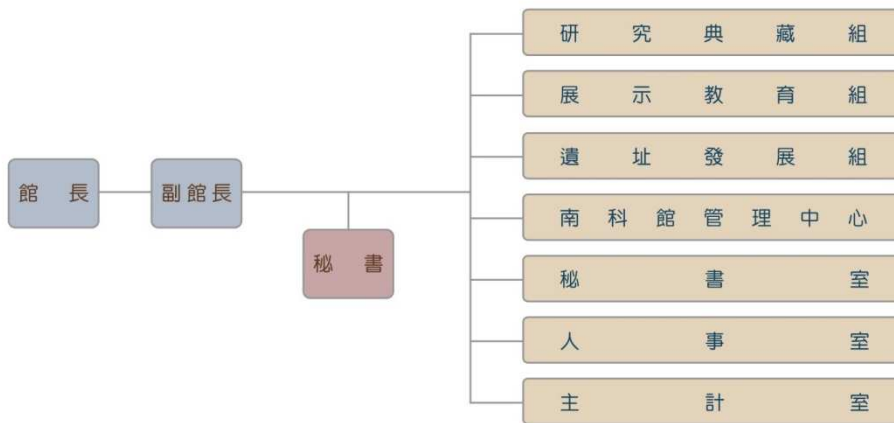 館長
副館長
秘書
研究典藏組
展示教育組
遺址發展組
南科館管理中心
秘書室
人事室
主計室